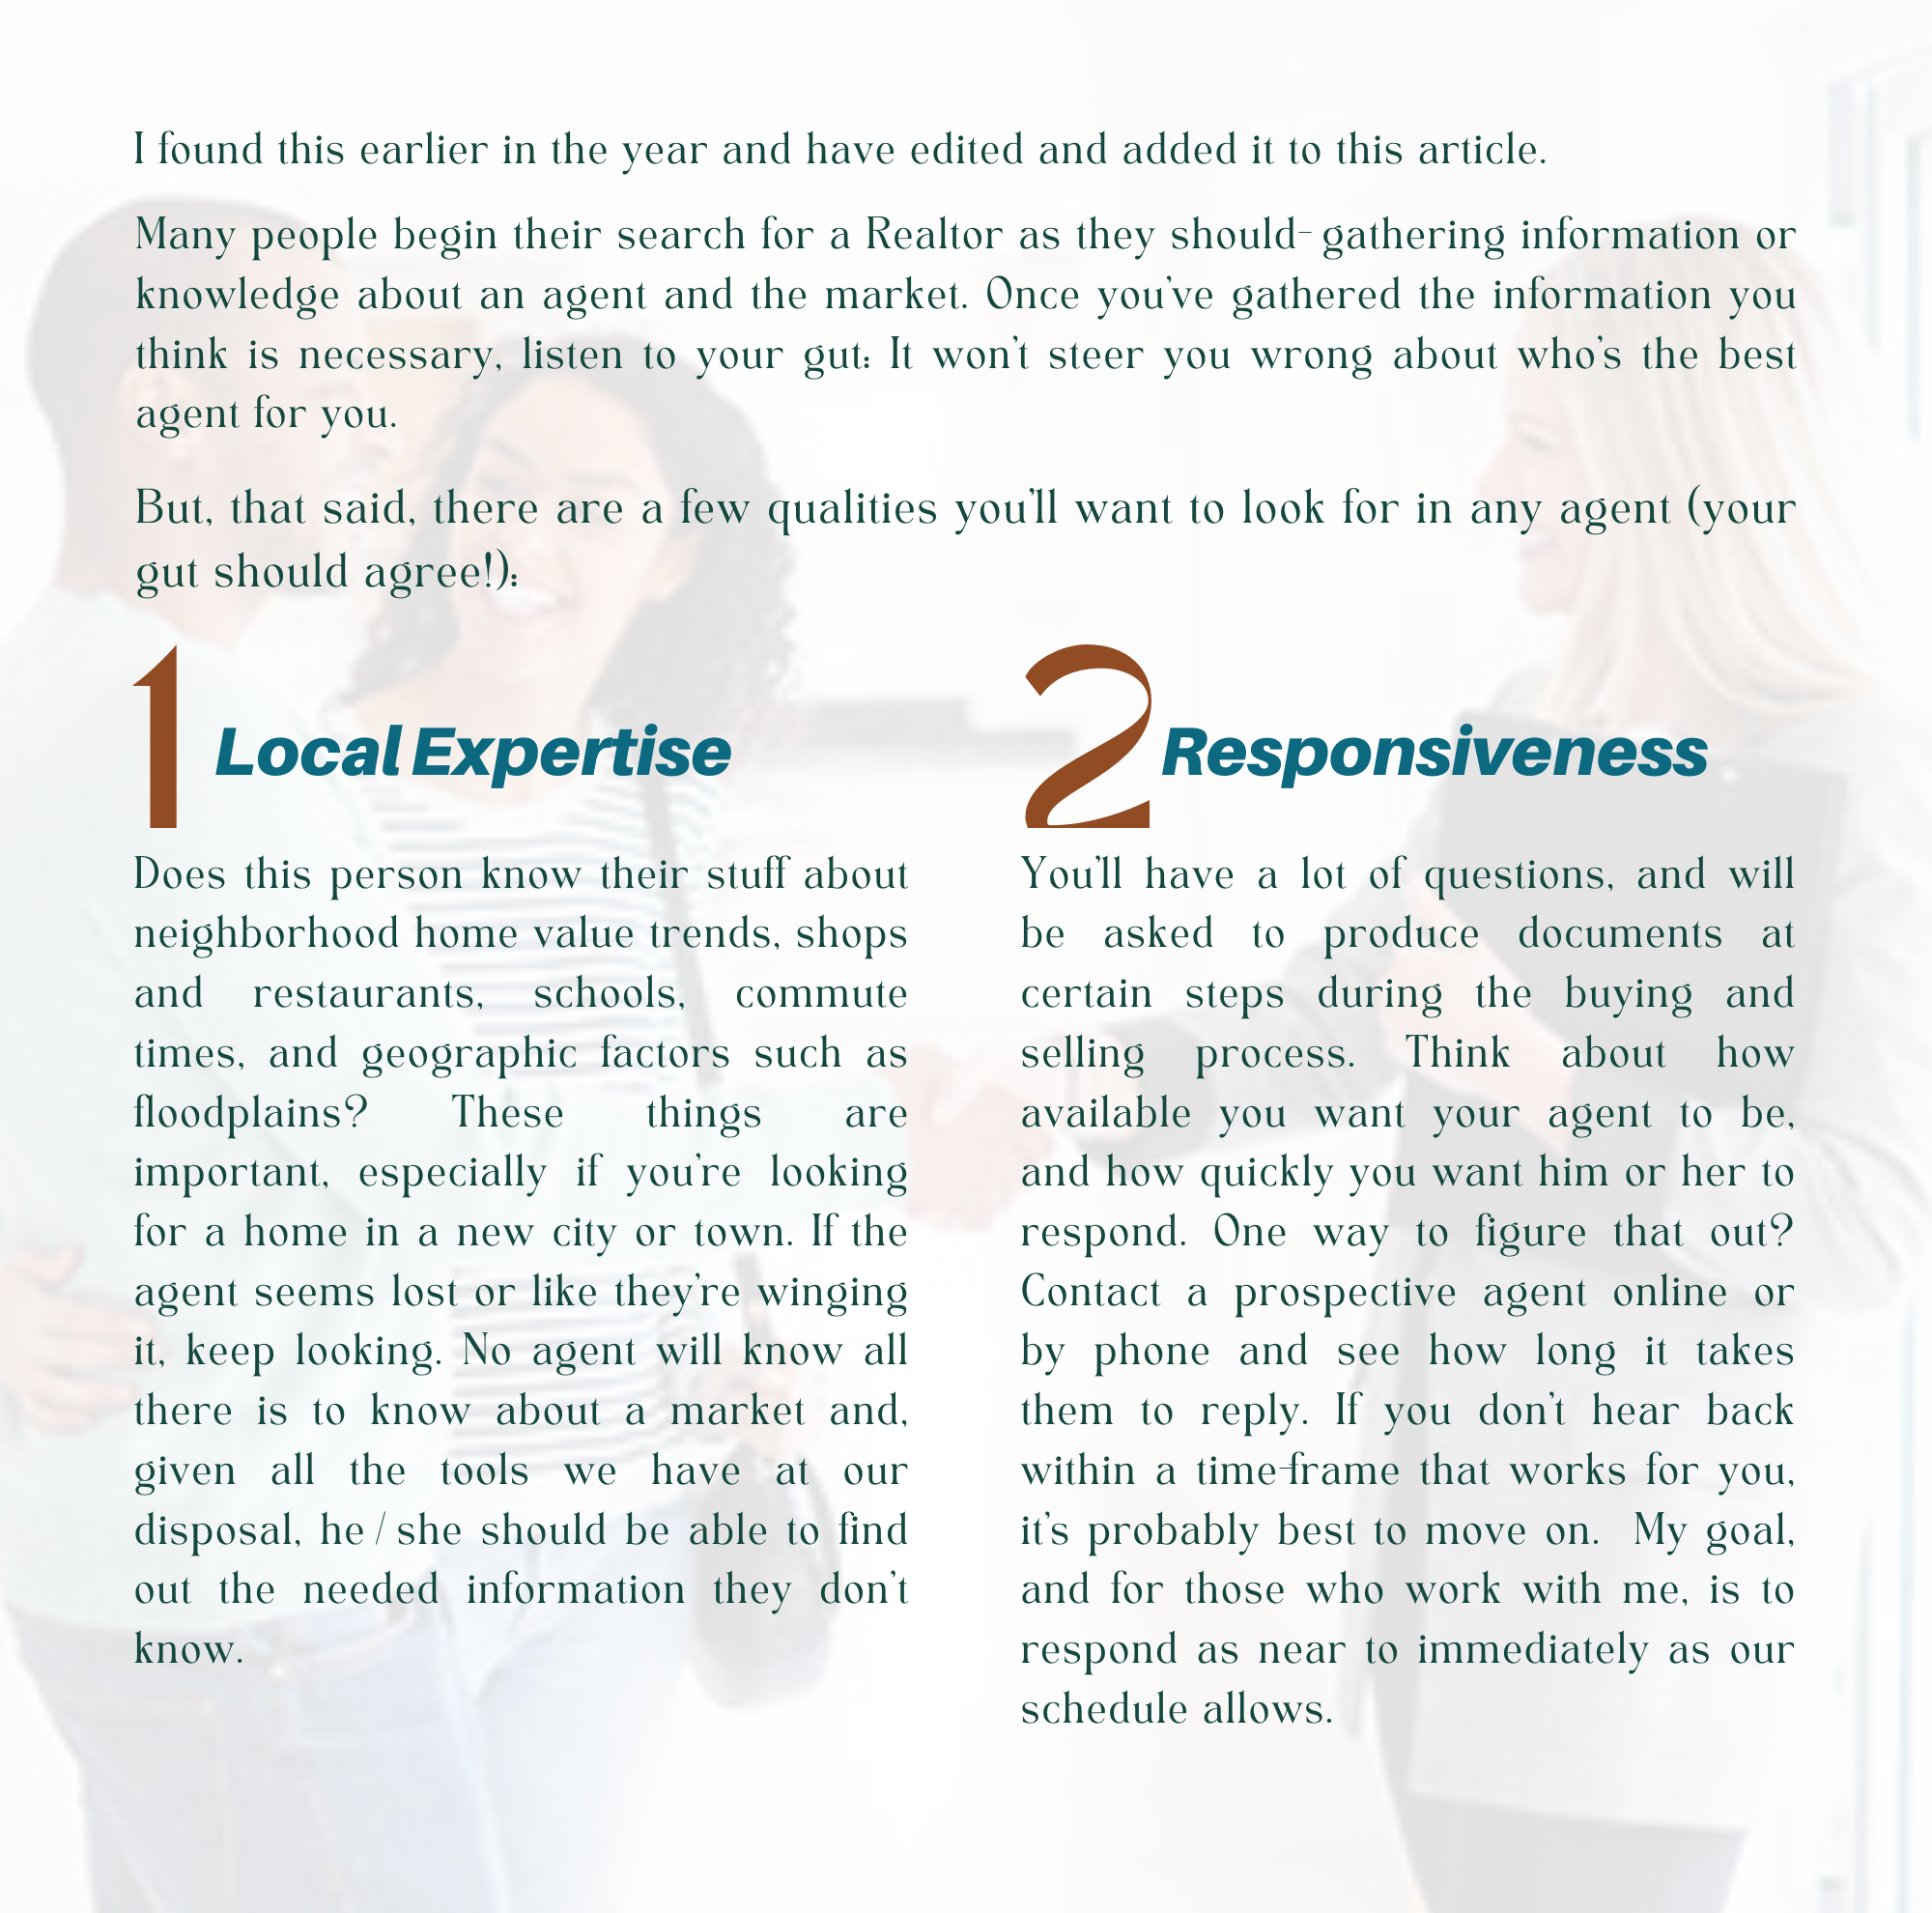 I found this earlier in the year and have edited and added it to this article.
Many people begin their search for a Realtor as they should- gathering information or
knowledge about an agent and the market. Once you've gathered the information you
think is necessary, listen to your gut: It won't steer you wrong about who's the best
agent for you.
But, that said, there are a few qualities you'll want to look for in any agent (your
gut should agree!):
1 Local Expertise
Does this person know their stuff about
neighborhood home value trends, shops
and restaurants, schools, commute
times, and geographic factors such as
floodplains? These things are
important, especially if you're looking
for a home in a new city or town. If the
agent seems lost or like they're winging
it, keep looking. No agent will know all
there is to know about a market and,
given all the tools we have at our
disposal, he / she should be able to find
out the needed information they don't
know.
2 Responsiveness
You'll have a lot of questions, and will
be asked to produce documents at
certain steps during the buying and
selling process. Think about how
available you want your agent to be,
and how quickly you want him or her to
respond. One way to figure that out?
Contact a prospective agent online or
by phone and see how long it takes
them to reply. If you don't hear back
within a time-frame that works for you,
it's probably best to move on.  My goal,
and for those who work with me, is to
respond as near to immediately as our
schedule allows.